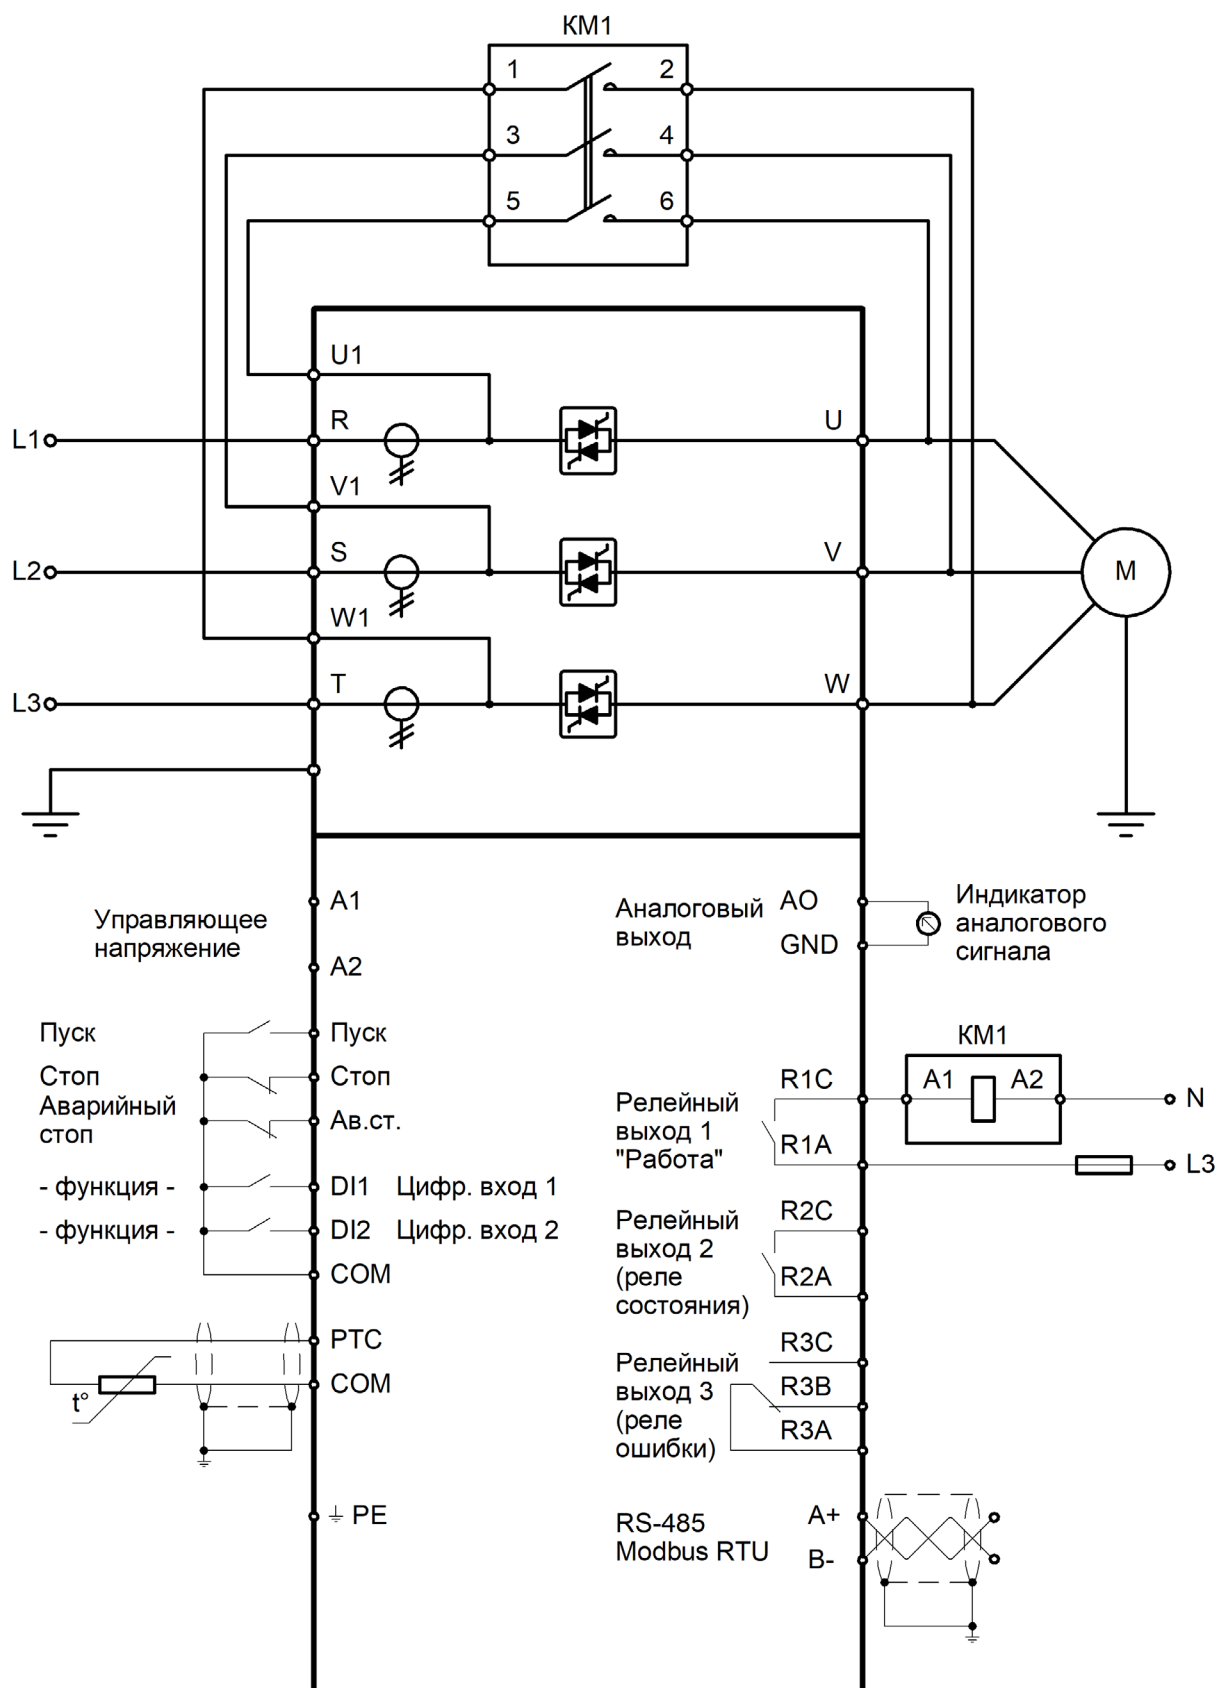 КМ1
1 2
3 4
5 6
U1
L1 R U
V1
L2 S V M
W1
L3 T W
Управляющее
напряжение
A1
A2
Аналоговый
выход
AO
GND
Индикатор
аналогового
сигнала
Пуск Пуск
Стоп Стоп
Аварийный
стоп
Ав.ст.
- функция - DI1 Цифр. вход 1
- функция - DI2 Цифр. вход 2
COM
PTC
COM
t°
PE
КМ1
A1 A2
N
L3
Релейный
выход 1
"Работа"
R1C
R1A
Релейный
выход 2
(реле
состояния)
R2C
R2A
Релейный
выход 3
(реле
ошибки)
R3C
R3B
R3A
RS-485
Modbus RTU
A+
B-